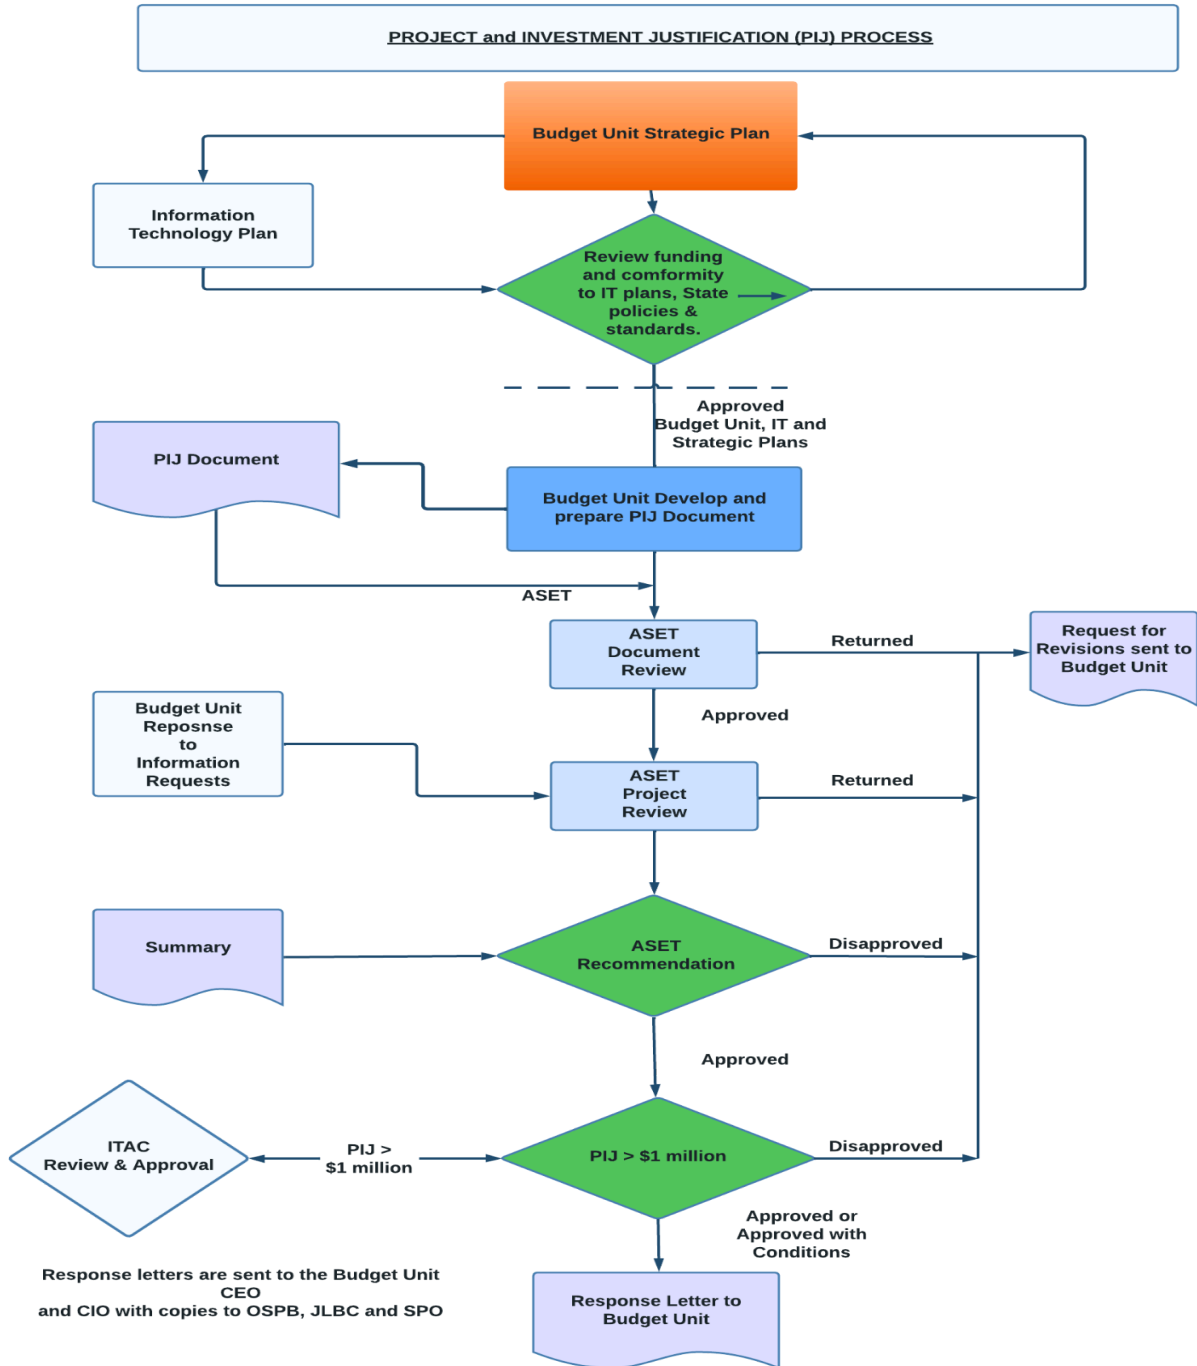 PROJECT and INVESTMENT JUSTIFICATION (PIJ) PROCESS
Budget Unit Strategic Plan
Information
Technology Plan
Review funding
and comformity
to IT plans, State
policies &
standards.
Approved
Budget Unit, IT and
Strategic Plans
PIJ Document
Budget Unit Develop and
prepare PIJ Document
ASET
ASET
Document
Review
Returned
Request for
Revisions sent to
Budget Unit
Approved
Budget Unit
Reposnse
to
Information
Requests
ASET
Project
Review
Returned
Summary
ASET
Recommendation
Disapproved
Approved
ITAC
Review & Approval
PIJ >
$1 million
PIJ > $1 million
Disapproved
Approved or
Approved with
Conditions
Response letters are sent to the Budget Unit
CEO
and CIO with copies to OSPB, JLBC and SPO
Response Letter to
Budget Unit